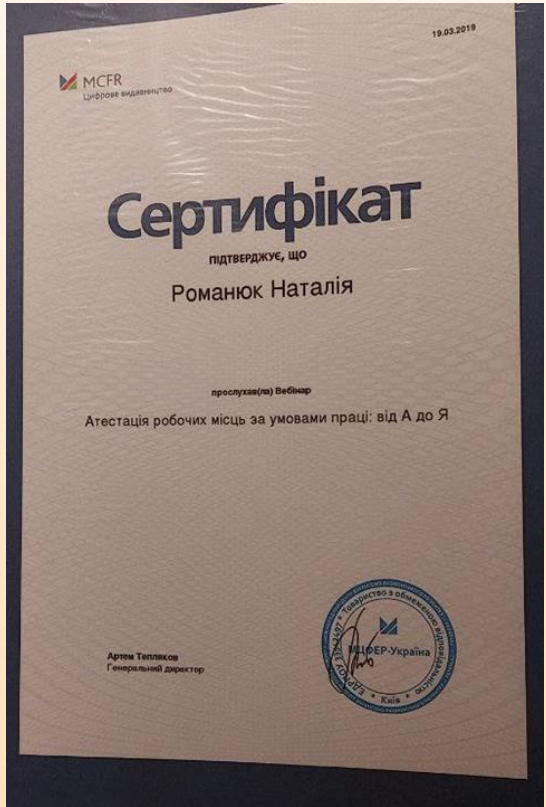 19.03.2019
MCFR
Цифрове видавництво
Сертифікат
ПІДТВЕРДЖУЄ, ЩО
Романюк Наталія
прослухав(ла) Вебінар
Атестація робочих місць за умовами праці: від А до Я
Артем Тепляков
Генеральний директор
Товариство з обмеженою відповідальністю
МЦФЕР-Україна
Київ
ЄДРПОУ